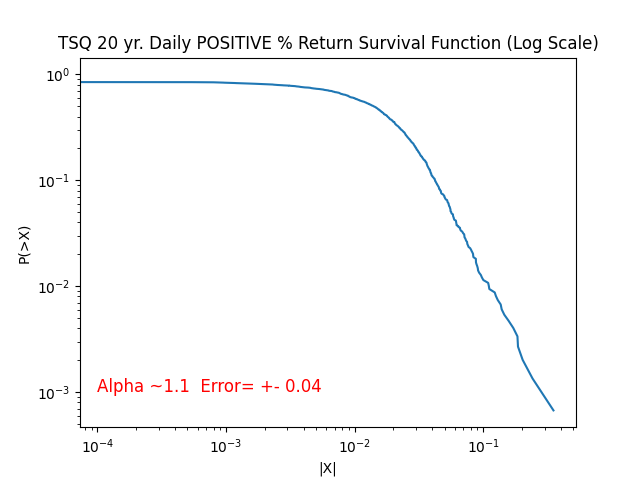 TSQ 20 yr. Daily POSITIVE % Return Survival Function (Log Scale)
10⁰
10⁻¹
10⁻²
10⁻³
P(>X)
Alpha ~1.1  Error= +- 0.04
10⁻⁴
10⁻³
10⁻²
10⁻¹
|X|